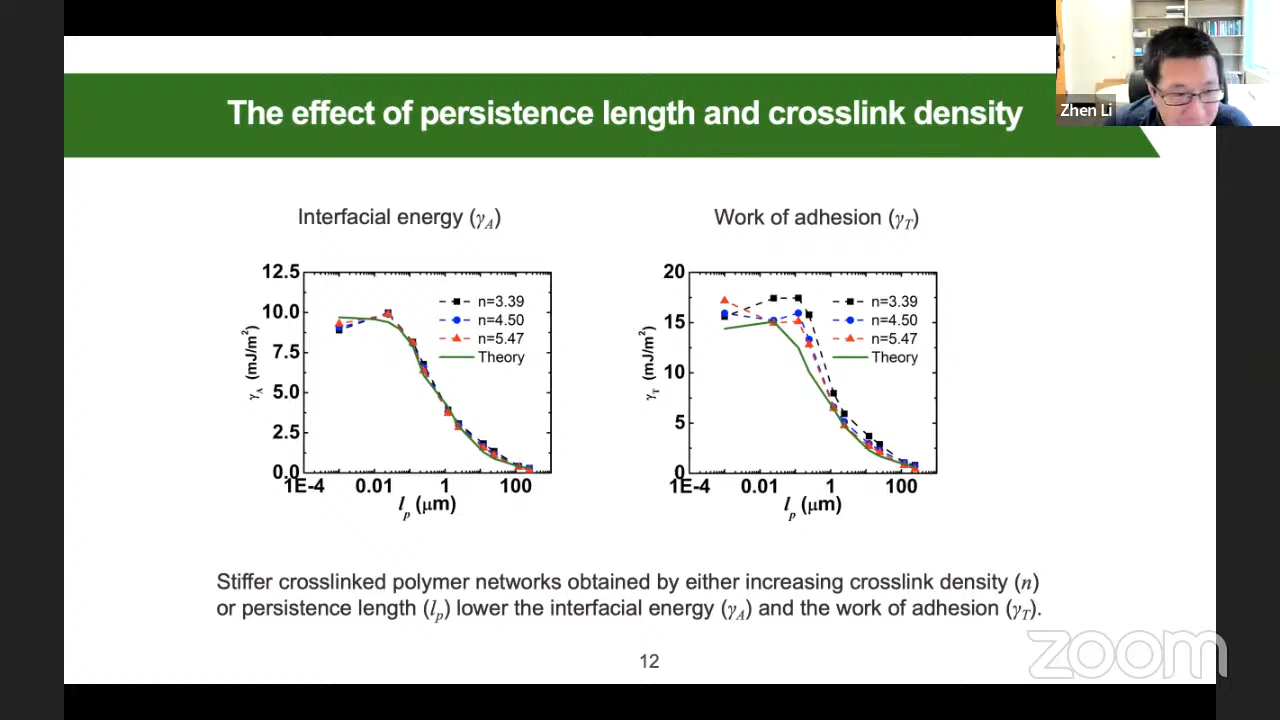 The effect of persistence length and crosslink density
Zhen Li
Interfacial energy (γA)
12.5
10.0
7.5
5.0
2.5
0.0
1E-4 0.01 1 100
γA (mJ/m²)
lp (μm)
n=3.39
n=4.50
n=5.47
Theory
Work of adhesion (γT)
20
15
10
5
0
1E-4 0.01 1 100
γT (mJ/m²)
lp (μm)
n=3.39
n=4.50
n=5.47
Theory
Stiffer crosslinked polymer networks obtained by either increasing crosslink density (n)
or persistence length (lp) lower the interfacial energy (γA) and the work of adhesion (γT).
12
zoom